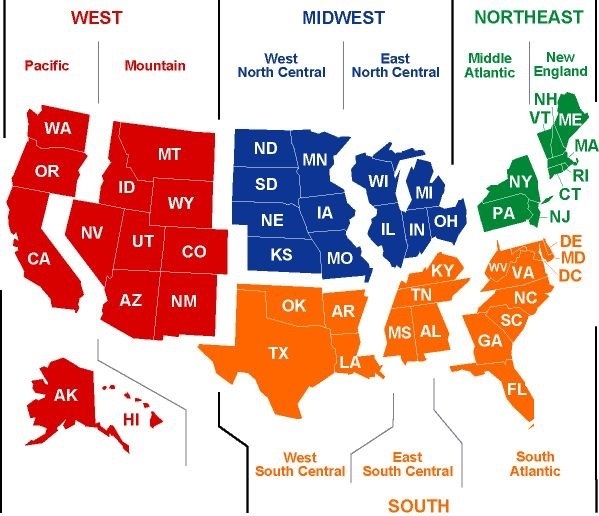 WEST
MIDWEST
NORTHEAST
Pacific
Mountain
West
North Central
East
North Central
Middle
Atlantic
New
England
WA
OR
CA
NV
ID
MT
WY
UT
CO
AZ
NM
AK
HI
ND
SD
NE
KS
MN
IA
MO
WI
MI
IL
IN
OH
NH
VT
ME
MA
RI
CT
NY
PA
NJ
OK
TX
AR
LA
KY
TN
MS
AL
DE
MD
DC
WV
VA
NC
SC
GA
FL
West
South Central
East
South Central
South
Atlantic
SOUTH